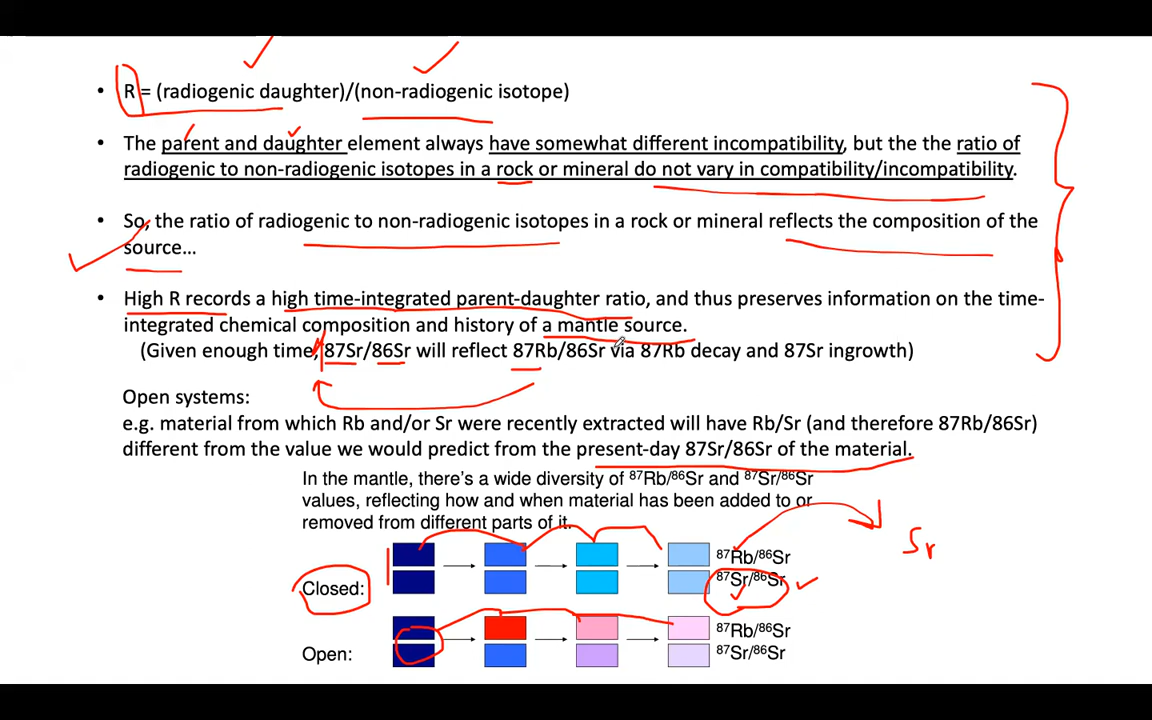 • R = (radiogenic daughter)/(non-radiogenic isotope)
• The parent and daughter element always have somewhat different incompatibility, but the the ratio of
radiogenic to non-radiogenic isotopes in a rock or mineral do not vary in compatibility/incompatibility.
• So, the ratio of radiogenic to non-radiogenic isotopes in a rock or mineral reflects the composition of the
source...
• High R records a high time-integrated parent-daughter ratio, and thus preserves information on the time-
integrated chemical composition and history of a mantle source.
(Given enough time, 87Sr/86Sr will reflect 87Rb/86Sr via 87Rb decay and 87Sr ingrowth)
Open systems:
e.g. material from which Rb and/or Sr were recently extracted will have Rb/Sr (and therefore 87Rb/86Sr)
different from the value we would predict from the present-day 87Sr/86Sr of the material.
In the mantle, there's a wide diversity of ⁸⁷Rb/⁸⁶Sr and ⁸⁷Sr/⁸⁶Sr
values, reflecting how and when material has been added to or
removed from different parts of it.
Sr
⁸⁷Rb/⁸⁶Sr
Closed: ⁸⁷Sr/⁸⁶Sr
⁸⁷Rb/⁸⁶Sr
Open: ⁸⁷Sr/⁸⁶Sr